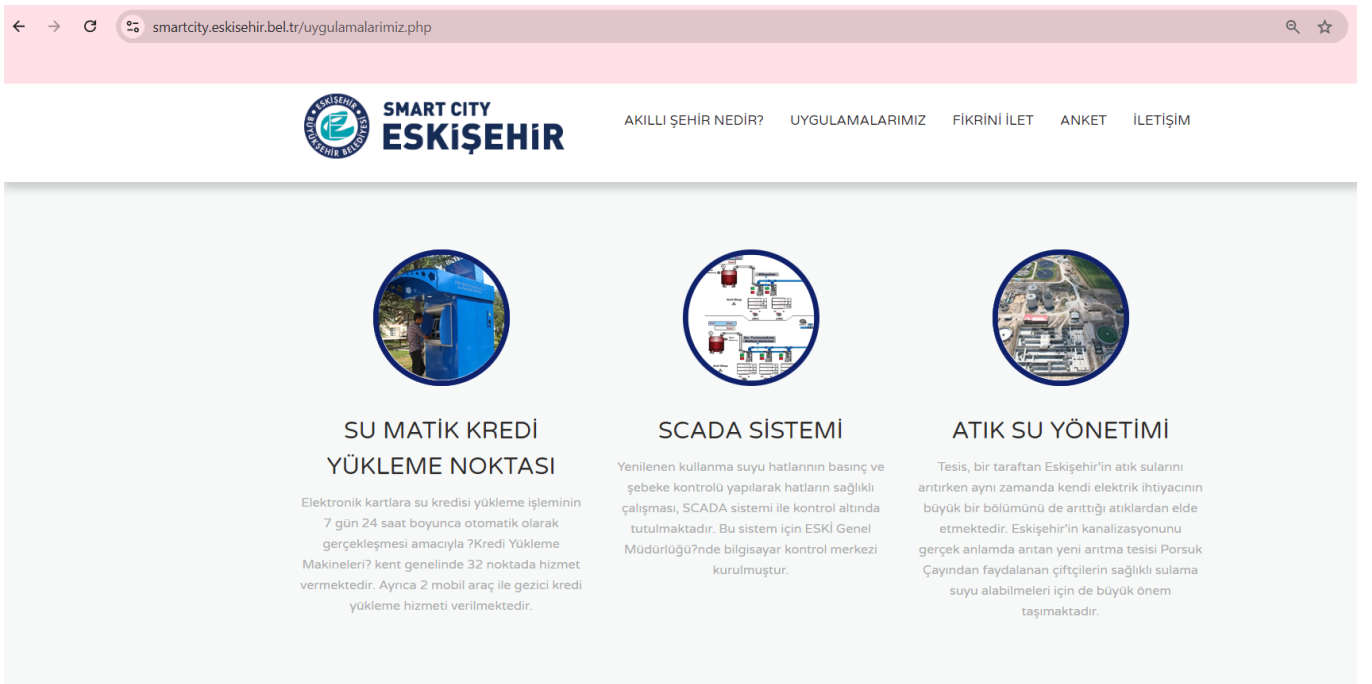 smartcity.eskisehir.bel.tr/uygulamalarimiz.php
ESKİŞEHİR BÜYÜKŞEHİR BELEDİYESİ
SMART CITY
ESKİŞEHİR
AKILLI ŞEHİR NEDİR? UYGULAMALARIMIZ FİKRİNİ İLET ANKET İLETİŞİM
SU MATİK KREDİ
YÜKLEME NOKTASI
Elektronik kartlara su kredisi yükleme işleminin
7 gün 24 saat boyunca otomatik olarak
gerçekleşmesi amacıyla ?Kredi Yükleme
Makineleri? kent genelinde 32 noktada hizmet
vermektedir. Ayrıca 2 mobil araç ile gezici kredi
yükleme hizmeti verilmektedir.
SCADA SİSTEMİ
Yenilenen kullanma suyu hatlarının basınç ve
şebeke kontrolü yapılarak hatların sağlıklı
çalışması, SCADA sistemi ile kontrol altında
tutulmaktadır. Bu sistem için ESKİ Genel
Müdürlüğü?nde bilgisayar kontrol merkezi
kurulmuştur.
ATIK SU YÖNETİMİ
Tesis, bir taraftan Eskişehir'in atık sularını
arıtırken aynı zamanda kendi elektrik ihtiyacının
büyük bir bölümünü de arıttığı atıklardan elde
etmektedir. Eskişehir'in kanalizasyonunu
gerçek anlamda arıtan yeni arıtma tesisi Porsuk
Çayından faydalanan çiftçilerin sağlıklı sulama
suyu alabilmeleri için de büyük önem
taşımaktadır.